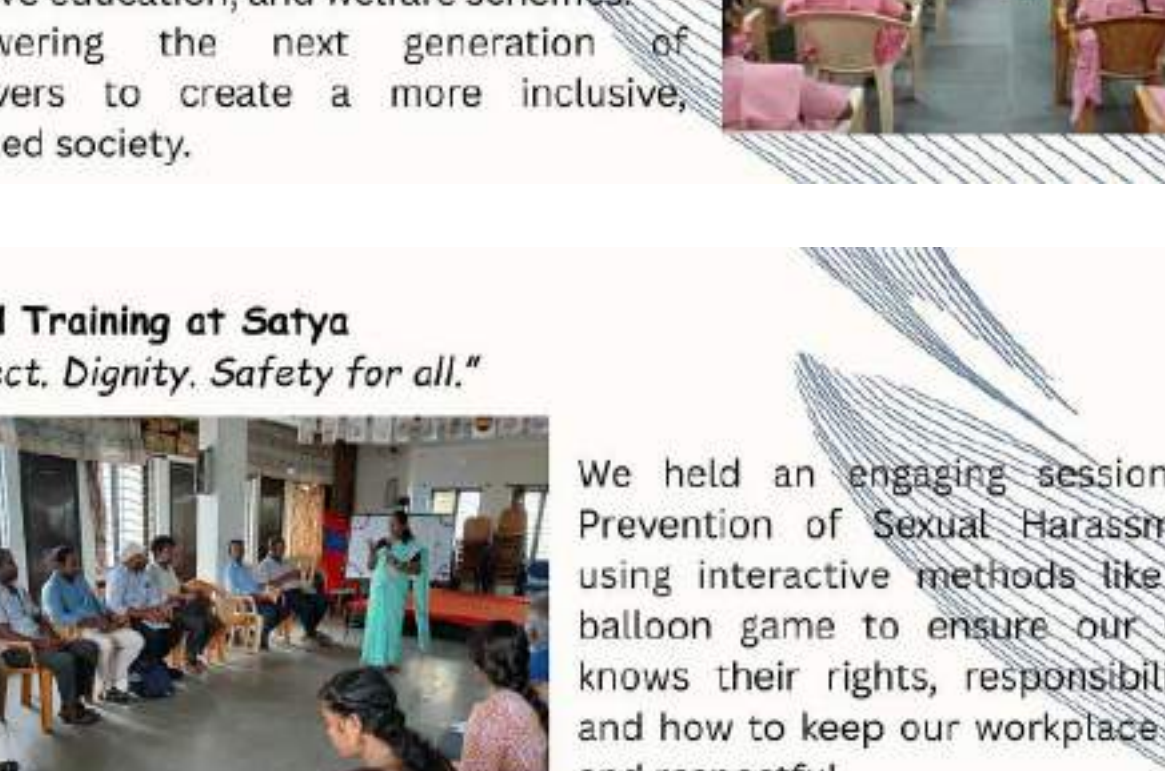 wering the next generation of
vers to create a more inclusive,
ed society.
Training at Satya
ct. Dignity. Safety for all."
We held an engaging session
Prevention of Sexual Harassm
using interactive methods like
balloon game to ensure our
knows their rights, responsibil
and how to keep our workplace